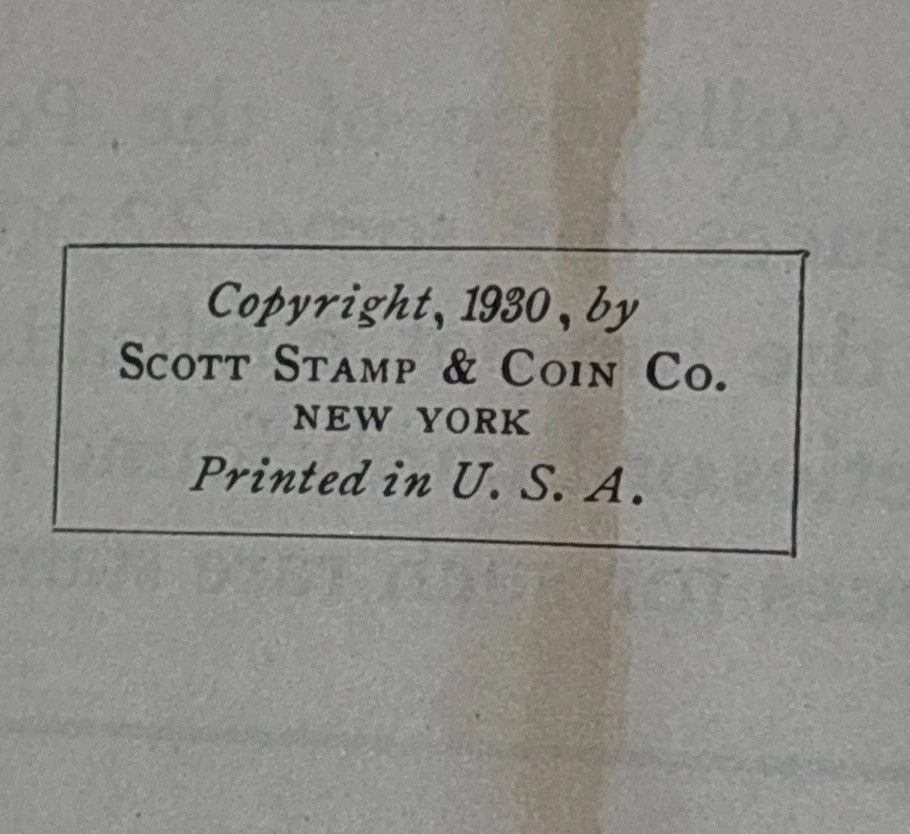 Copyright, 1930, by
SCOTT STAMP & COIN CO.
NEW YORK
Printed in U. S. A.